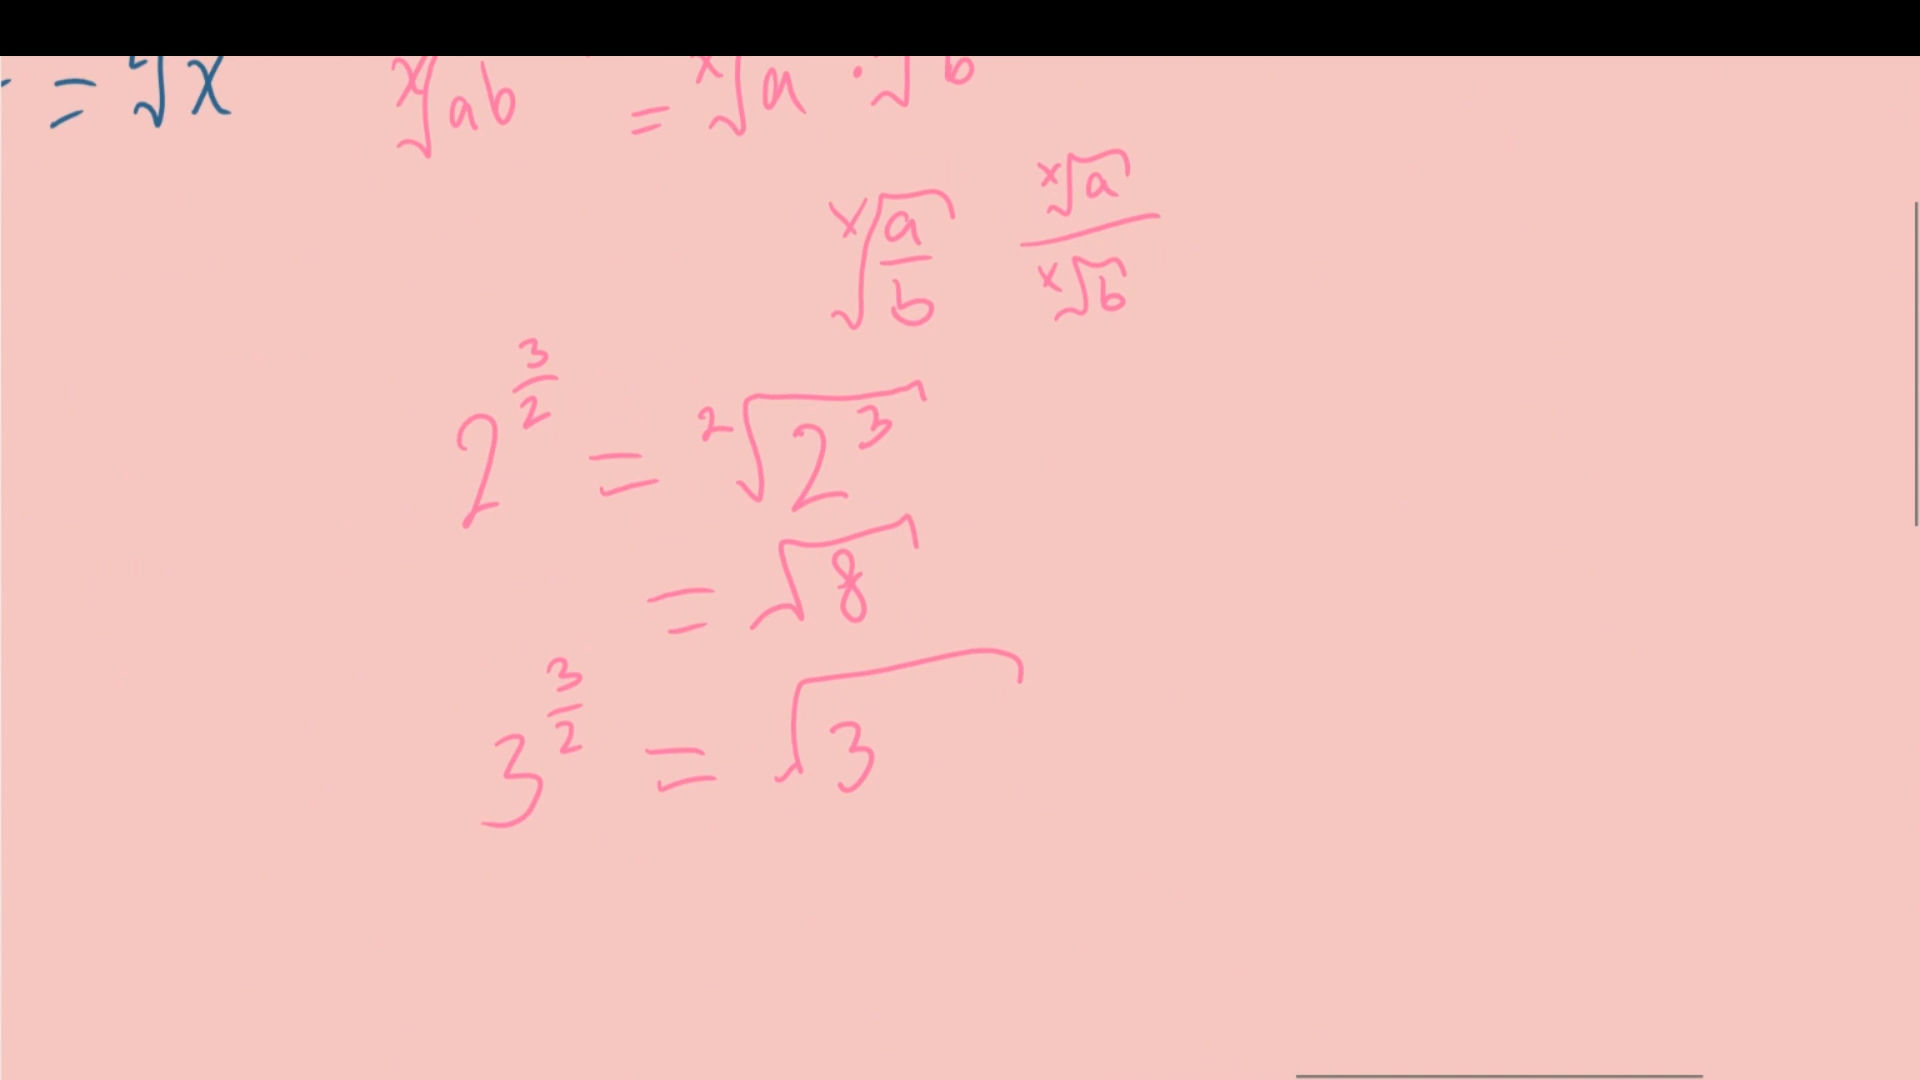 = ∜x ˣ√ab = ˣ√a · √b
ˣ√(a/b) ˣ√a / ˣ√b
2^(3/2) = ²√(2³)
= √8
3^(3/2) = √3